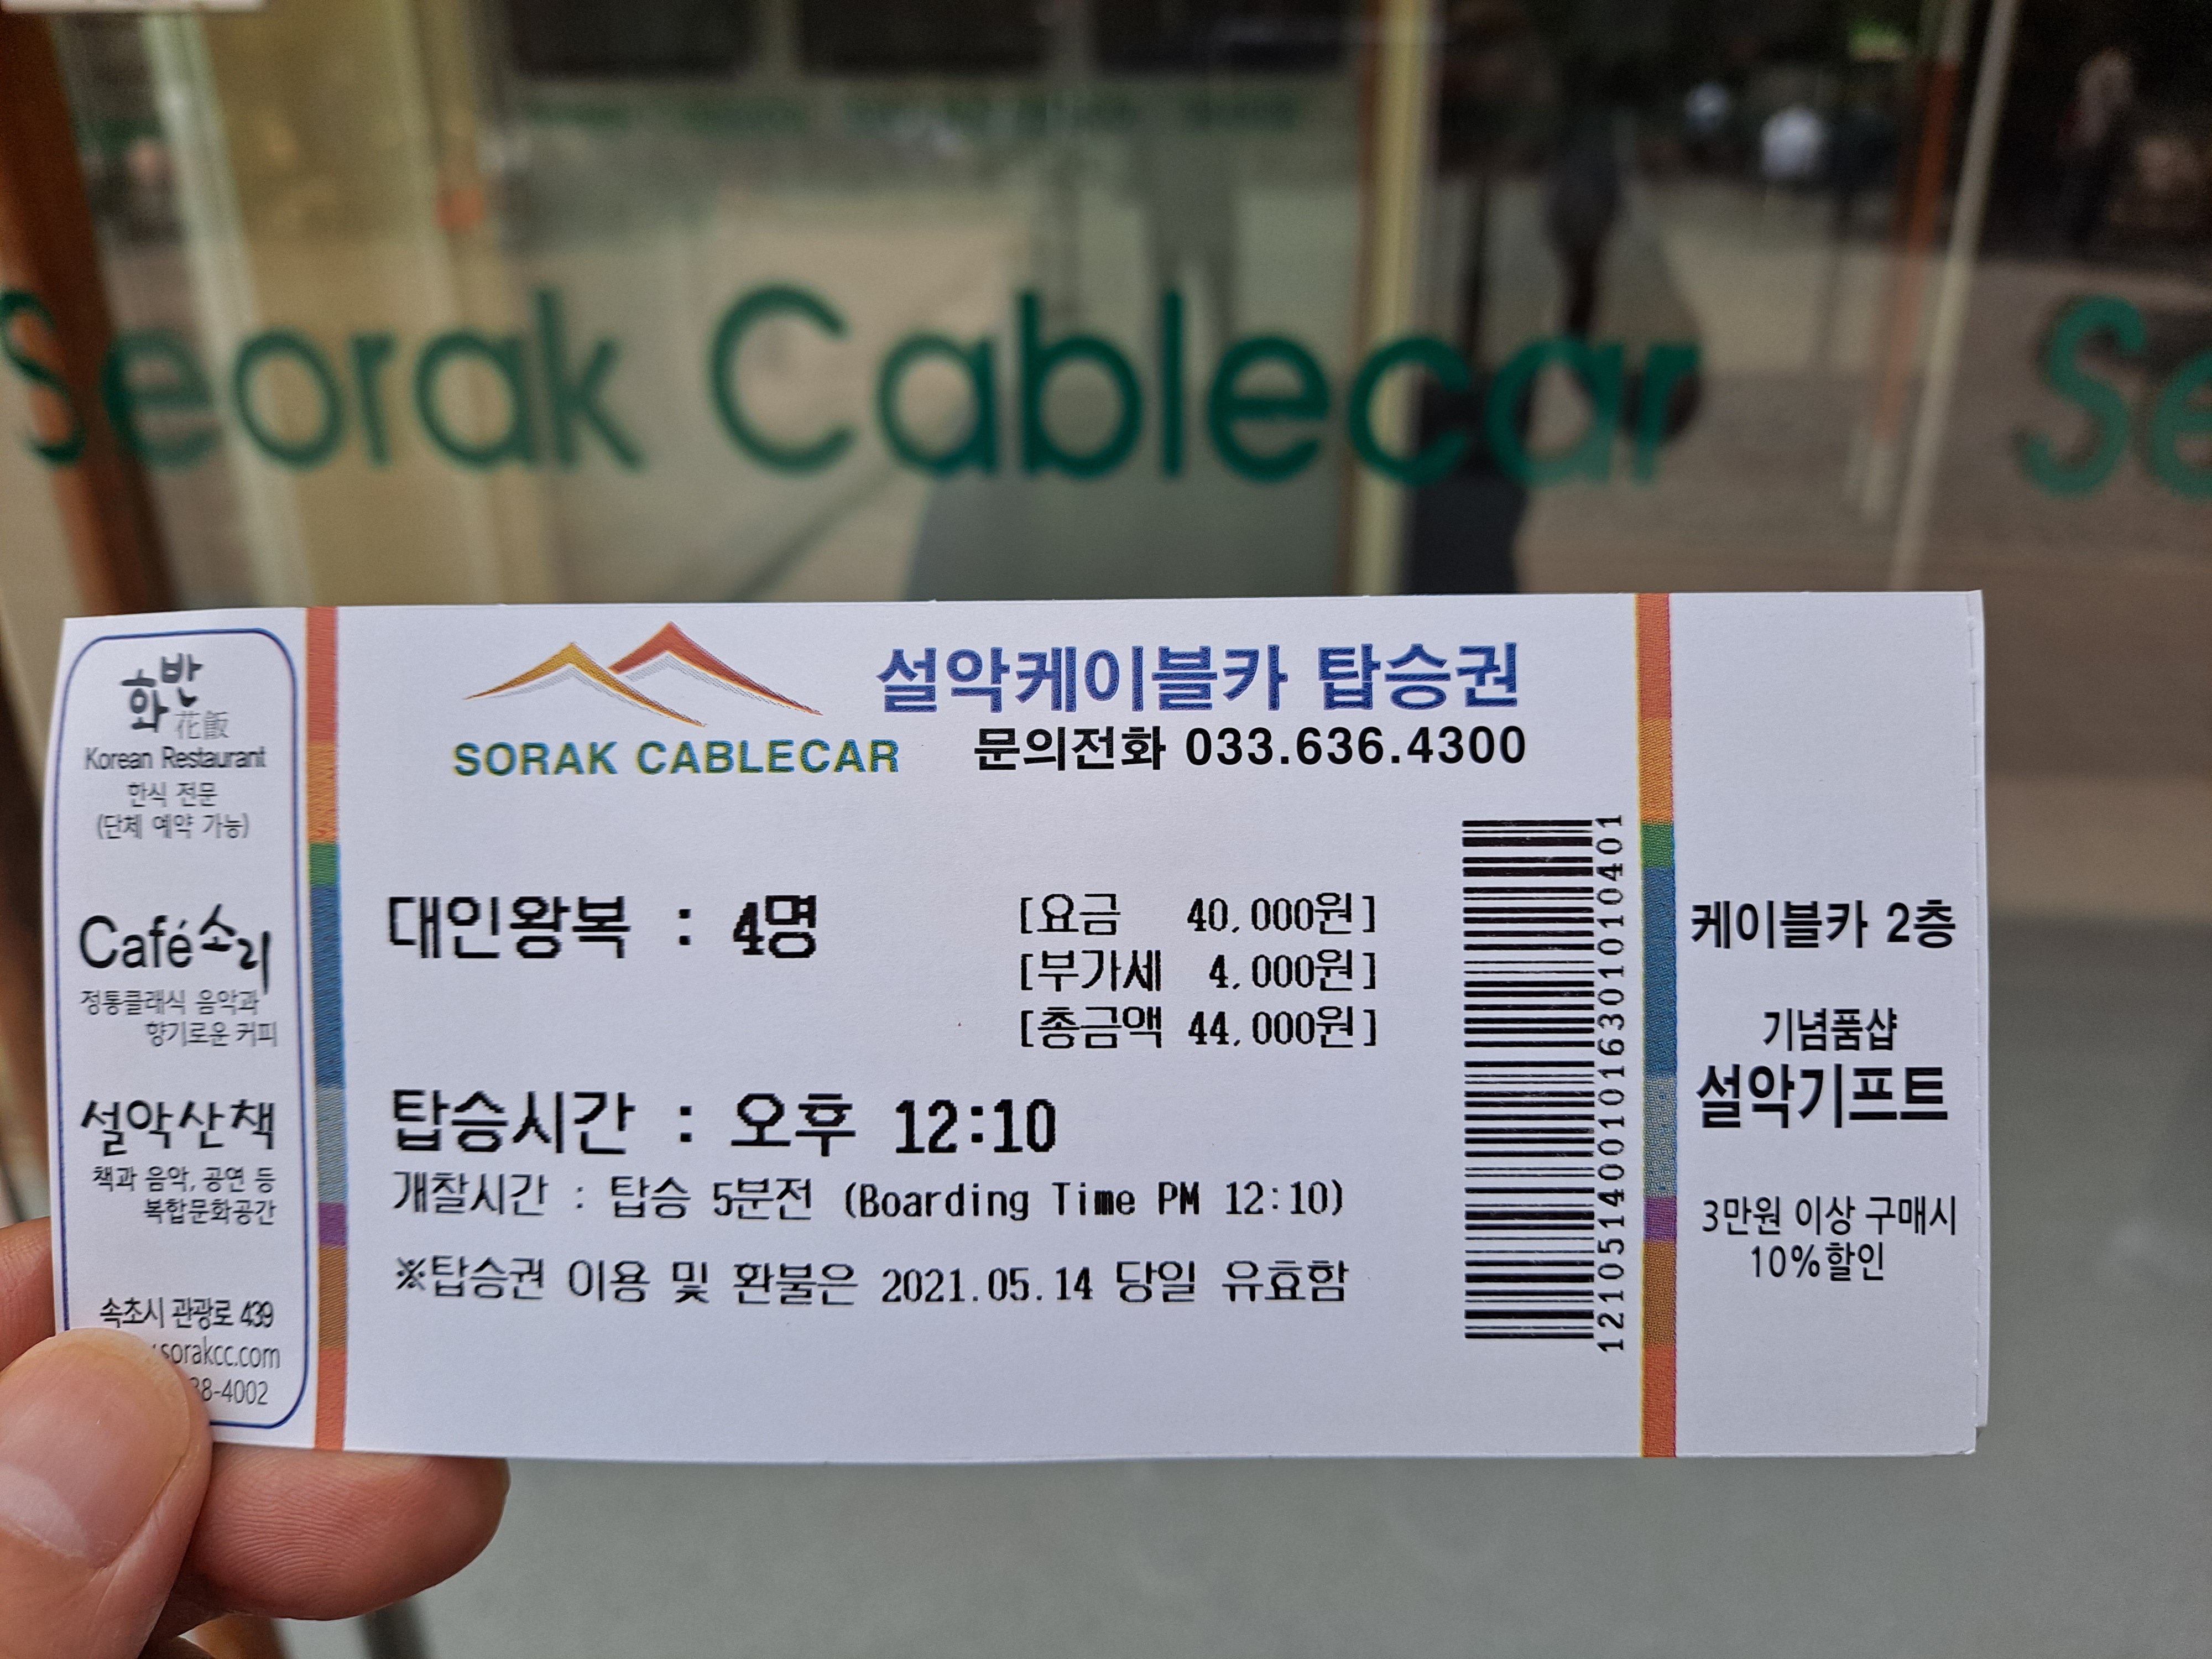 Seorak Cablecar
화반
花飯
Korean Restaurant
한식 전문
(단체 예약 가능)
Café소리
정통클래식 음악과
향기로운 커피
설악산책
책과 음악, 공연 등
복합문화공간
속초시 관광로 439
sorakcc.com
38-4002
SORAK CABLECAR
설악케이블카 탑승권
문의전화 033.636.4300
대인왕복 : 4명
[요금 40,000원]
[부가세 4,000원]
[총금액 44,000원]
탑승시간 : 오후 12:10
개찰시간 : 탑승 5분전 (Boarding Time PM 12:10)
※탑승권 이용 및 환불은 2021.05.14 당일 유효함
1210514001010163010101​0401
케이블카 2층
기념품샵
설악기프트
3만원 이상 구매시
10%할인